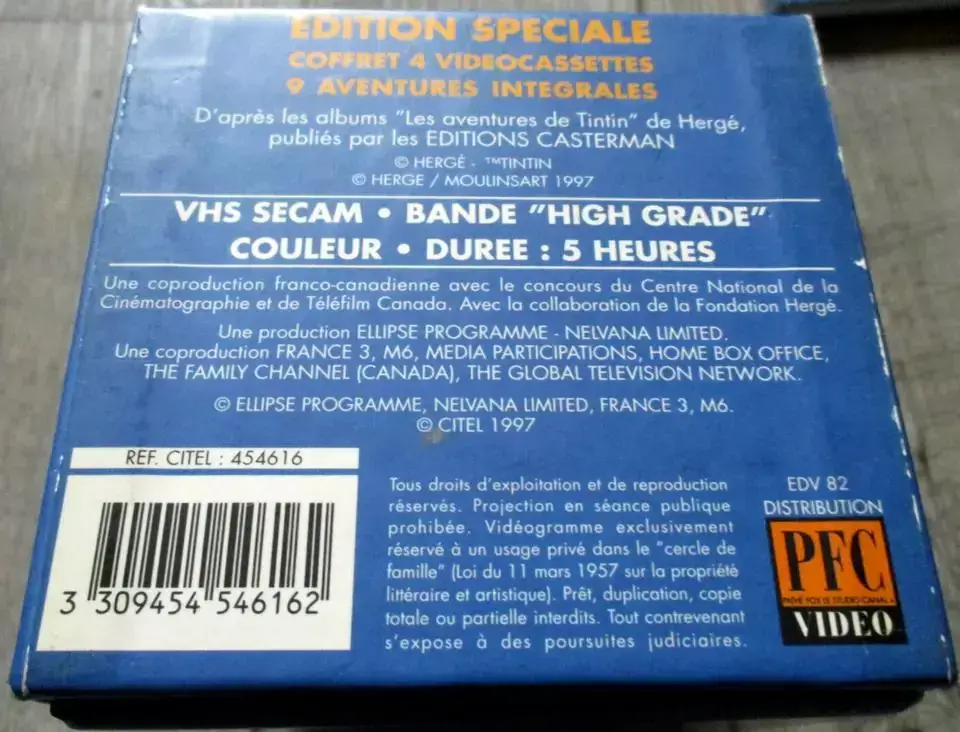 EDITION SPECIALE
COFFRET 4 VIDEOCASSETTES
9 AVENTURES INTEGRALES
D'après les albums "Les aventures de Tintin" de Hergé,
publiés par les EDITIONS CASTERMAN
© HERGÉ - ™TINTIN
© HERGE / MOULINSART 1997
VHS SECAM • BANDE "HIGH GRADE"
COULEUR • DUREE : 5 HEURES
Une coproduction franco-canadienne avec le concours du Centre National de la
Cinématographie et de Téléfilm Canada. Avec la collaboration de la Fondation Hergé.
Une production ELLIPSE PROGRAMME - NELVANA LIMITED.
Une coproduction FRANCE 3, M6, MEDIA PARTICIPATIONS, HOME BOX OFFICE,
THE FAMILY CHANNEL (CANADA), THE GLOBAL TELEVISION NETWORK.
© ELLIPSE PROGRAMME, NELVANA LIMITED, FRANCE 3, M6.
© CITEL 1997
REF. CITEL : 454616
3 309454 546162
Tous droits d'exploitation et de reproduction
réservés. Projection en séance publique
prohibée. Vidéogramme exclusivement
réservé à un usage privé dans le "cercle de
famille" (Loi du 11 mars 1957 sur la propriété
littéraire et artistique). Prêt, duplication, copie
totale ou partielle interdits. Tout contrevenant
s'expose à des poursuites judiciaires.
EDV 82
DISTRIBUTION
PFC
PATHÉ FOX LE STUDIO-CANAL +
VIDEO